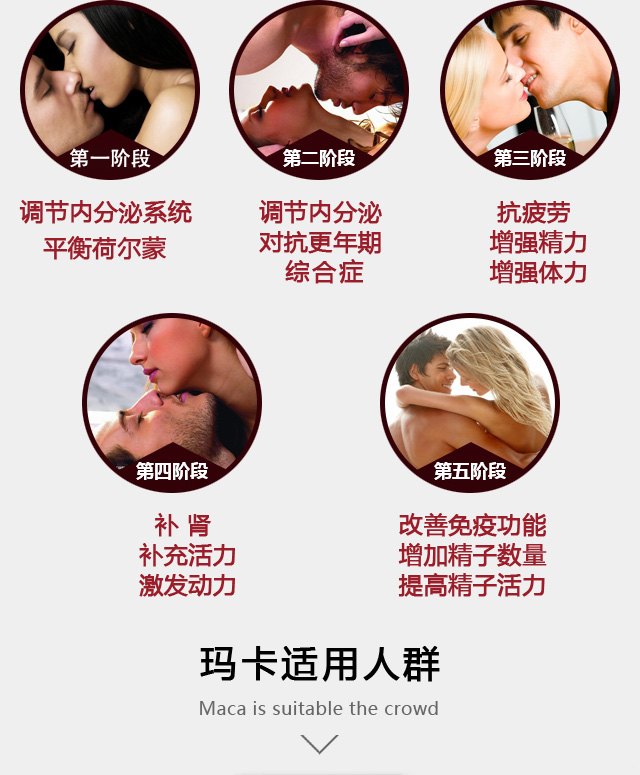 第一阶段
第二阶段
第三阶段
调节内分泌系统
平衡荷尔蒙
调节内分泌
对抗更年期
综合症
抗疲劳
增强精力
增强体力
第四阶段
第五阶段
补 肾
补充活力
激发动力
改善免疫功能
增加精子数量
提高精子活力
玛卡适用人群
Maca is suitable the crowd